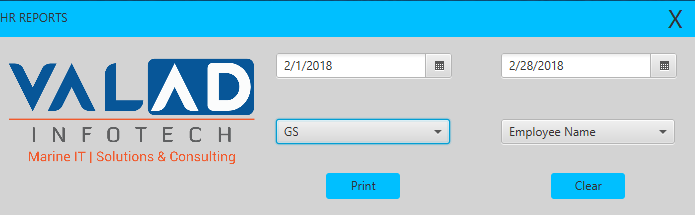 HR REPORTS
X
2/1/2018
2/28/2018
VALAD
INFOTECH
Marine IT | Solutions & Consulting
GS
Employee Name
Print
Clear